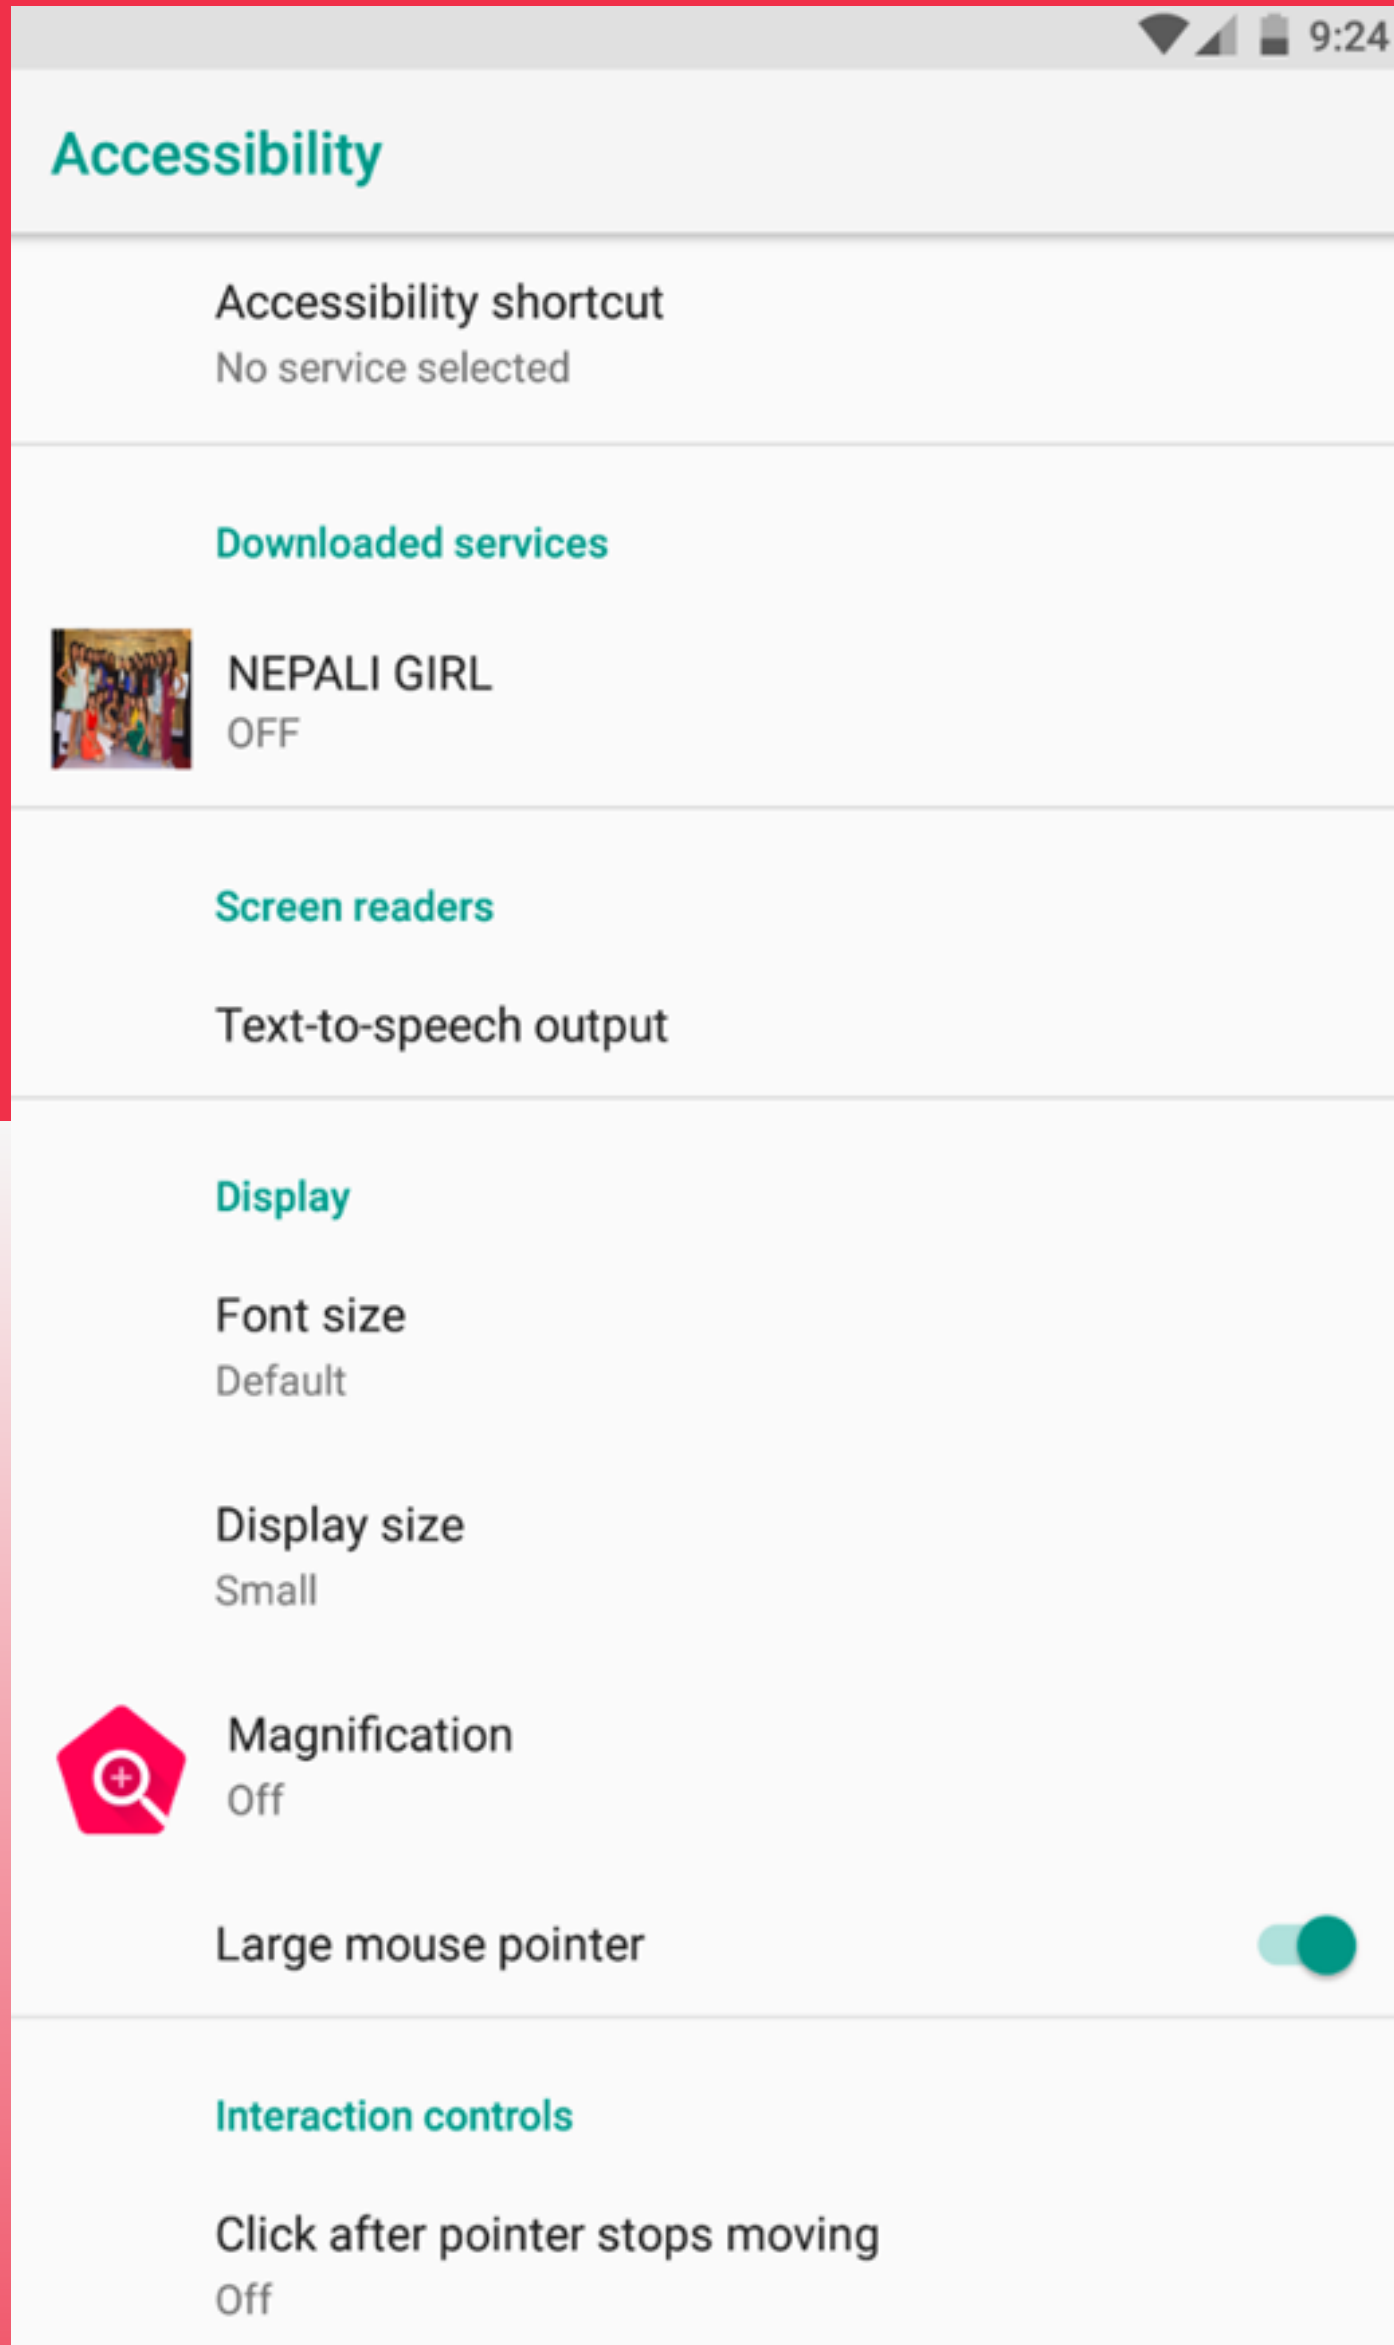 9:24
Accessibility
Accessibility shortcut
No service selected
Downloaded services
NEPALI GIRL
OFF
Screen readers
Text-to-speech output
Display
Font size
Default
Display size
Small
Magnification
Off
Large mouse pointer
Interaction controls
Click after pointer stops moving
Off